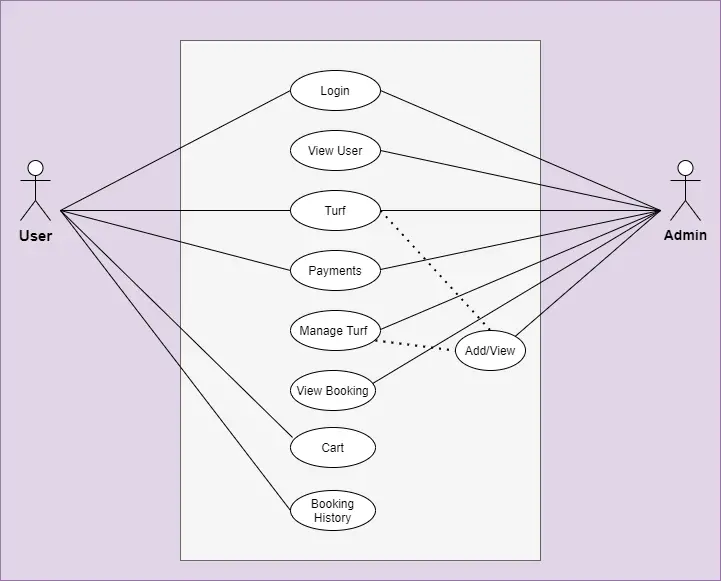 Login
View User
Turf
User
Admin
Payments
Manage Turf
Add/View
View Booking
Cart
Booking
History